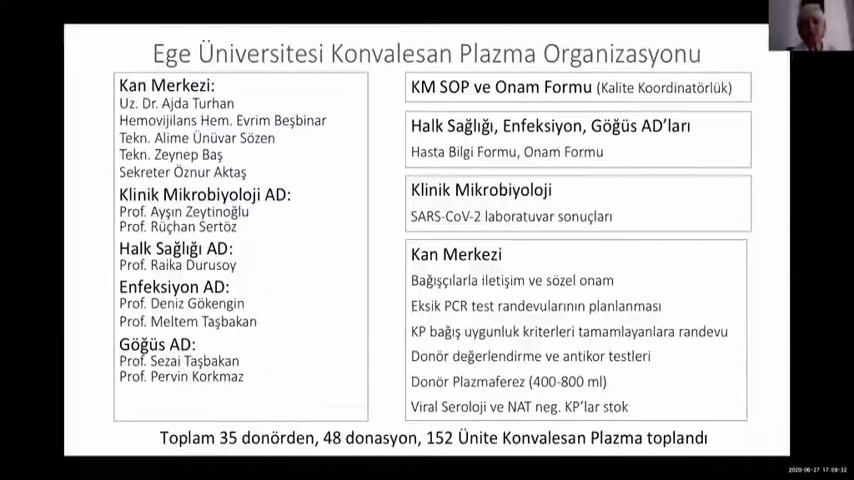 Ege Üniversitesi Konvalesan Plazma Organizasyonu
Kan Merkezi:
Uz. Dr. Ajda Turhan
Hemovijilans Hem. Evrim Beşbinar
Tekn. Alime Ünüvar Sözen
Tekn. Zeynep Baş
Sekreter Öznur Aktaş
Klinik Mikrobiyoloji AD:
Prof. Ayşın Zeytinoğlu
Prof. Rüçhan Sertöz
Halk Sağlığı AD:
Prof. Raika Durusoy
Enfeksiyon AD:
Prof. Deniz Gökengin
Prof. Meltem Taşbakan
Göğüs AD:
Prof. Sezai Taşbakan
Prof. Pervin Korkmaz
KM SOP ve Onam Formu (Kalite Koordinatörlük)
Halk Sağlığı, Enfeksiyon, Göğüs AD'ları
Hasta Bilgi Formu, Onam Formu
Klinik Mikrobiyoloji
SARS-CoV-2 laboratuvar sonuçları
Kan Merkezi
Bağışçılarla iletişim ve sözel onam
Eksik PCR test randevularının planlanması
KP bağış uygunluk kriterleri tamamlayanlara randevu
Donör değerlendirme ve antikor testleri
Donör Plazmaferez (400-800 ml)
Viral Seroloji ve NAT neg. KP'lar stok
Toplam 35 donörden, 48 donasyon, 152 Ünite Konvalesan Plazma toplandı
2020-06-27 17:59:32